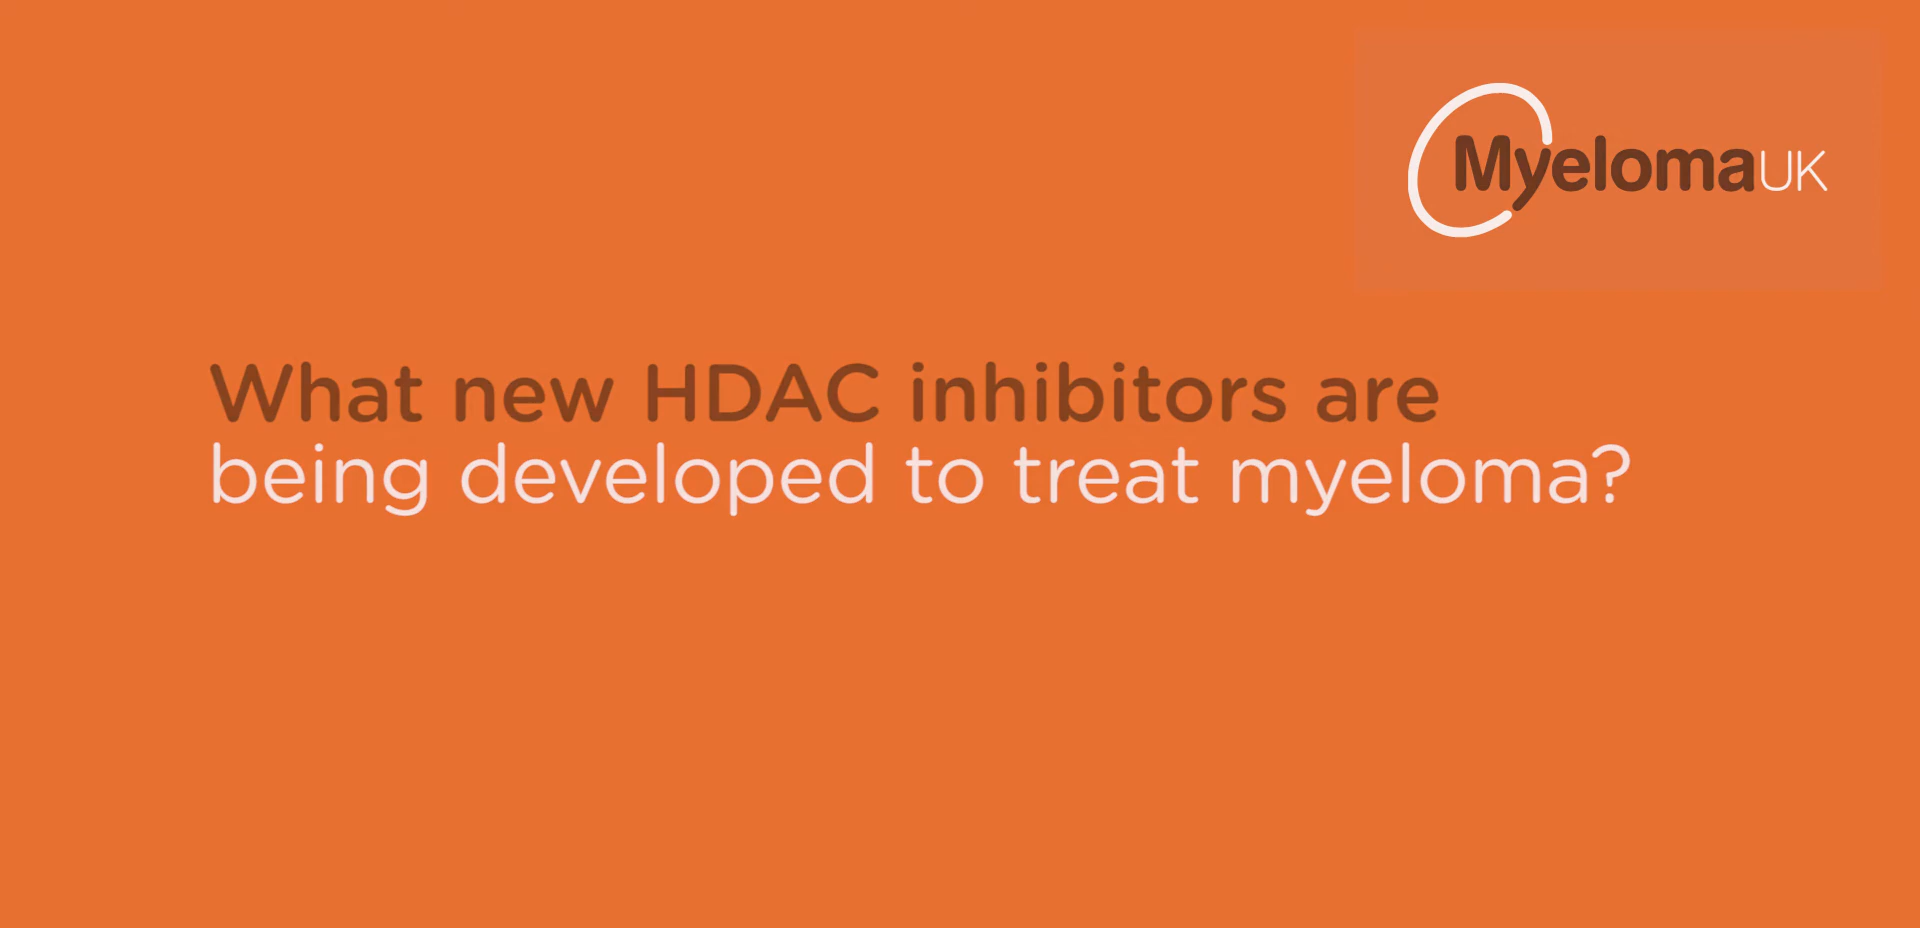 MyelomaUK
What new HDAC inhibitors are
being developed to treat myeloma?